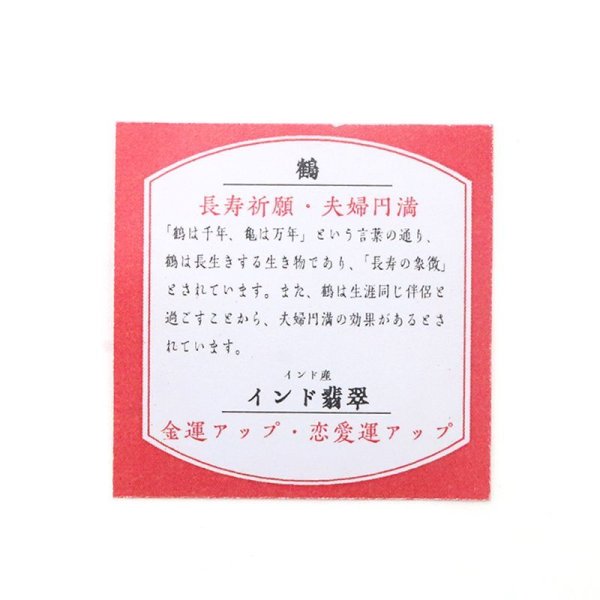 鶴
長寿祈願・夫婦円満
「鶴は千年、亀は万年」という言葉の通り、
鶴は長生きする生き物であり、「長寿の象徴」
とされています。また、鶴は生涯同じ伴侶と
過ごすことから、夫婦円満の効果があるとさ
れています。
インド産
インド翡翠
金運アップ・恋愛運アップ